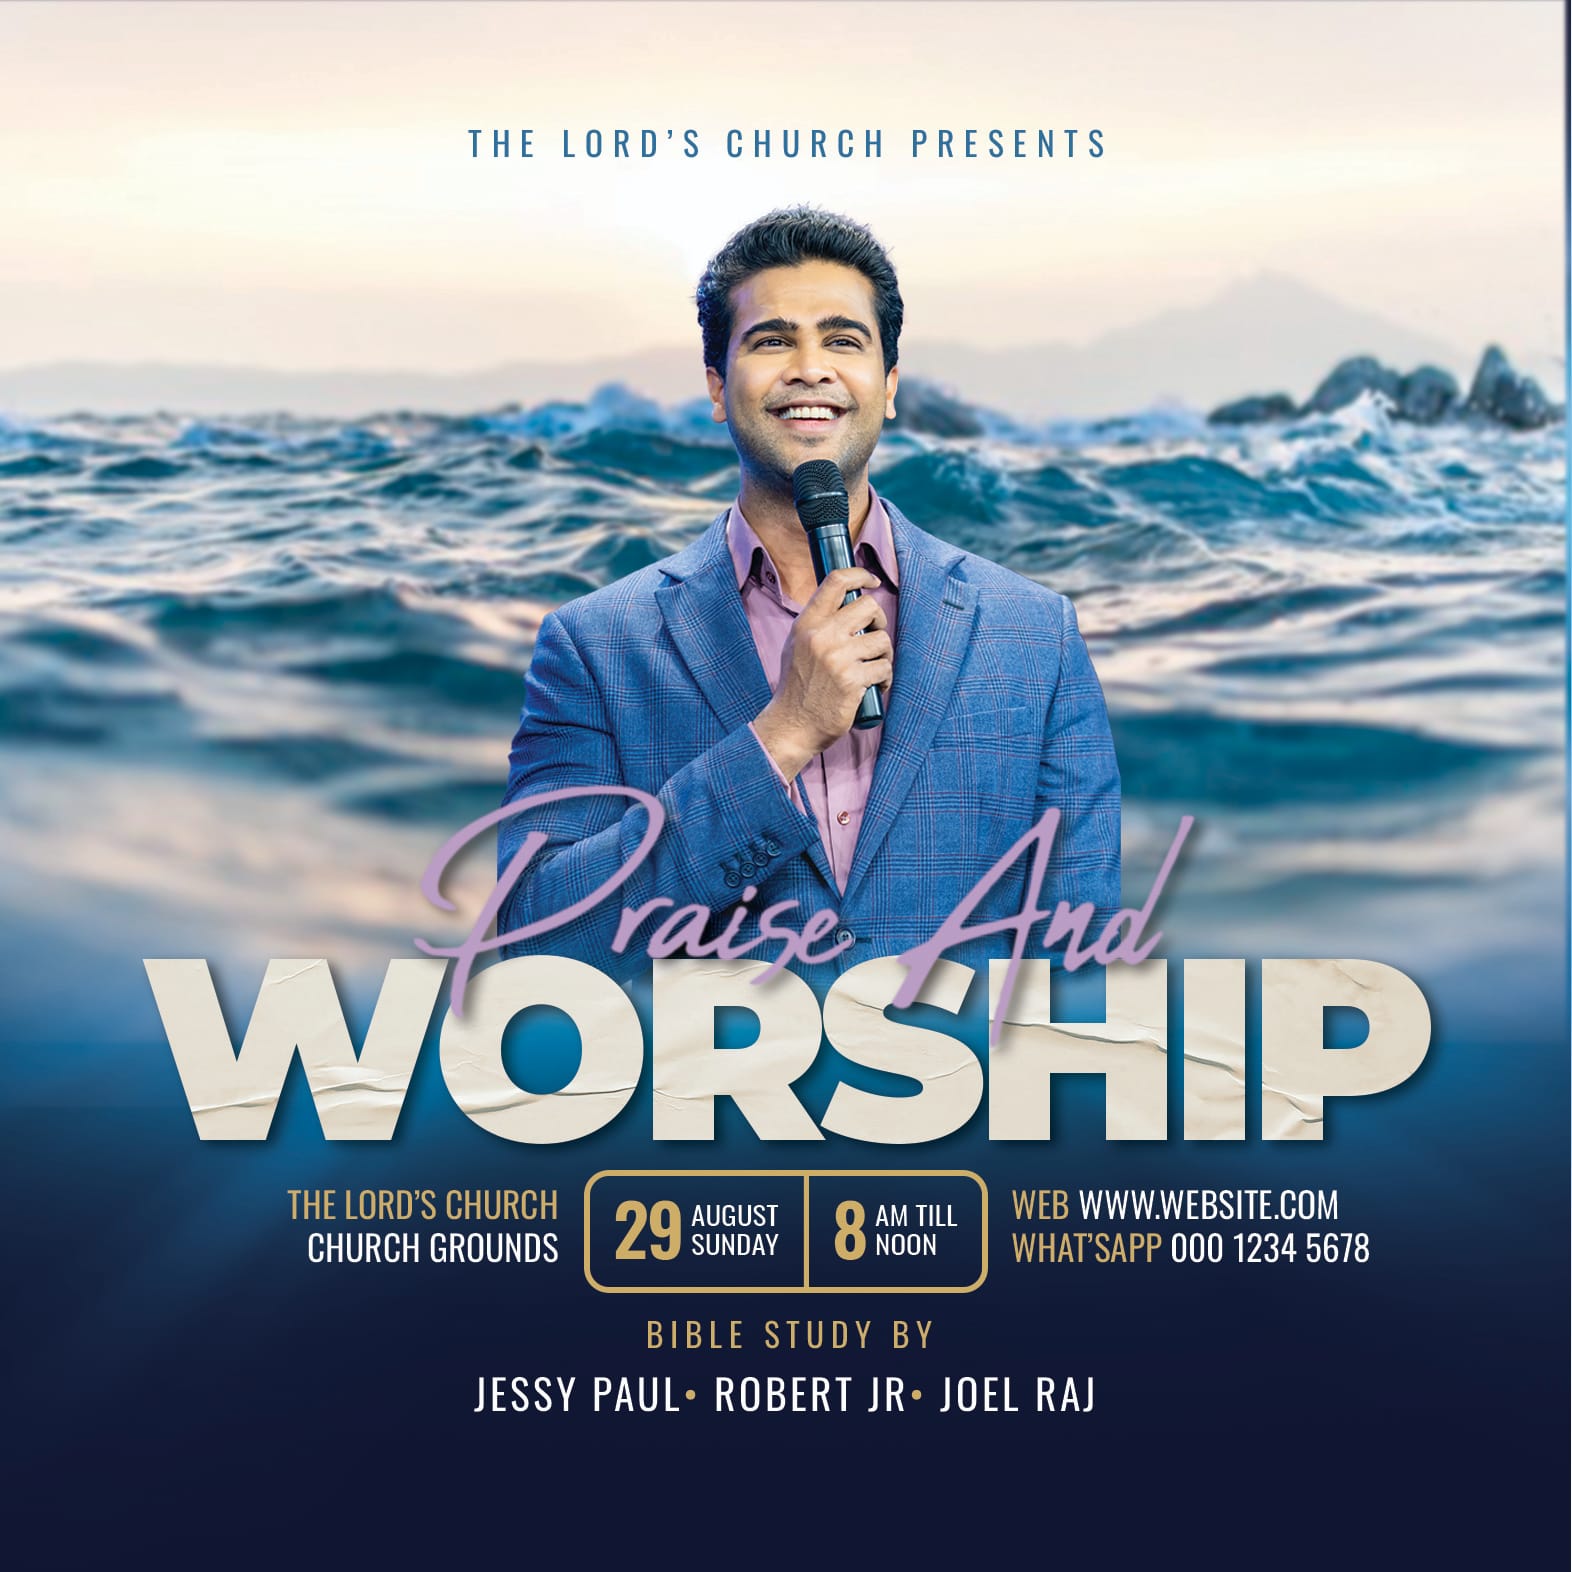 THE LORD'S CHURCH PRESENTS
Praise And
WORSHIP
THE LORD'S CHURCH
CHURCH GROUNDS
29 AUGUST
SUNDAY
8 AM TILL
NOON
WEB WWW.WEBSITE.COM
WHAT'SAPP 000 1234 5678
BIBLE STUDY BY
JESSY PAUL• ROBERT JR• JOEL RAJ